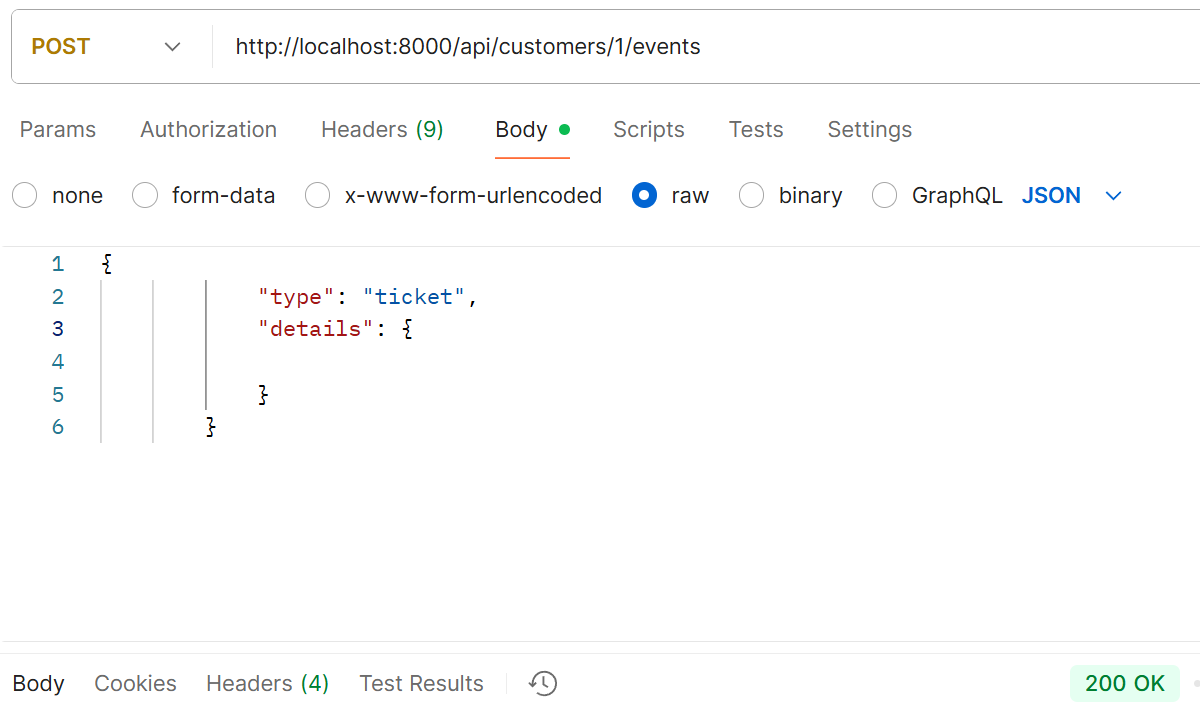 POST http://localhost:8000/api/customers/1/events
Params Authorization Headers (9) Body Scripts Tests Settings
none form-data x-www-form-urlencoded raw binary GraphQL JSON
1 {
2 "type": "ticket",
3 "details": {
4
5 }
6 }
Body Cookies Headers (4) Test Results 200 OK